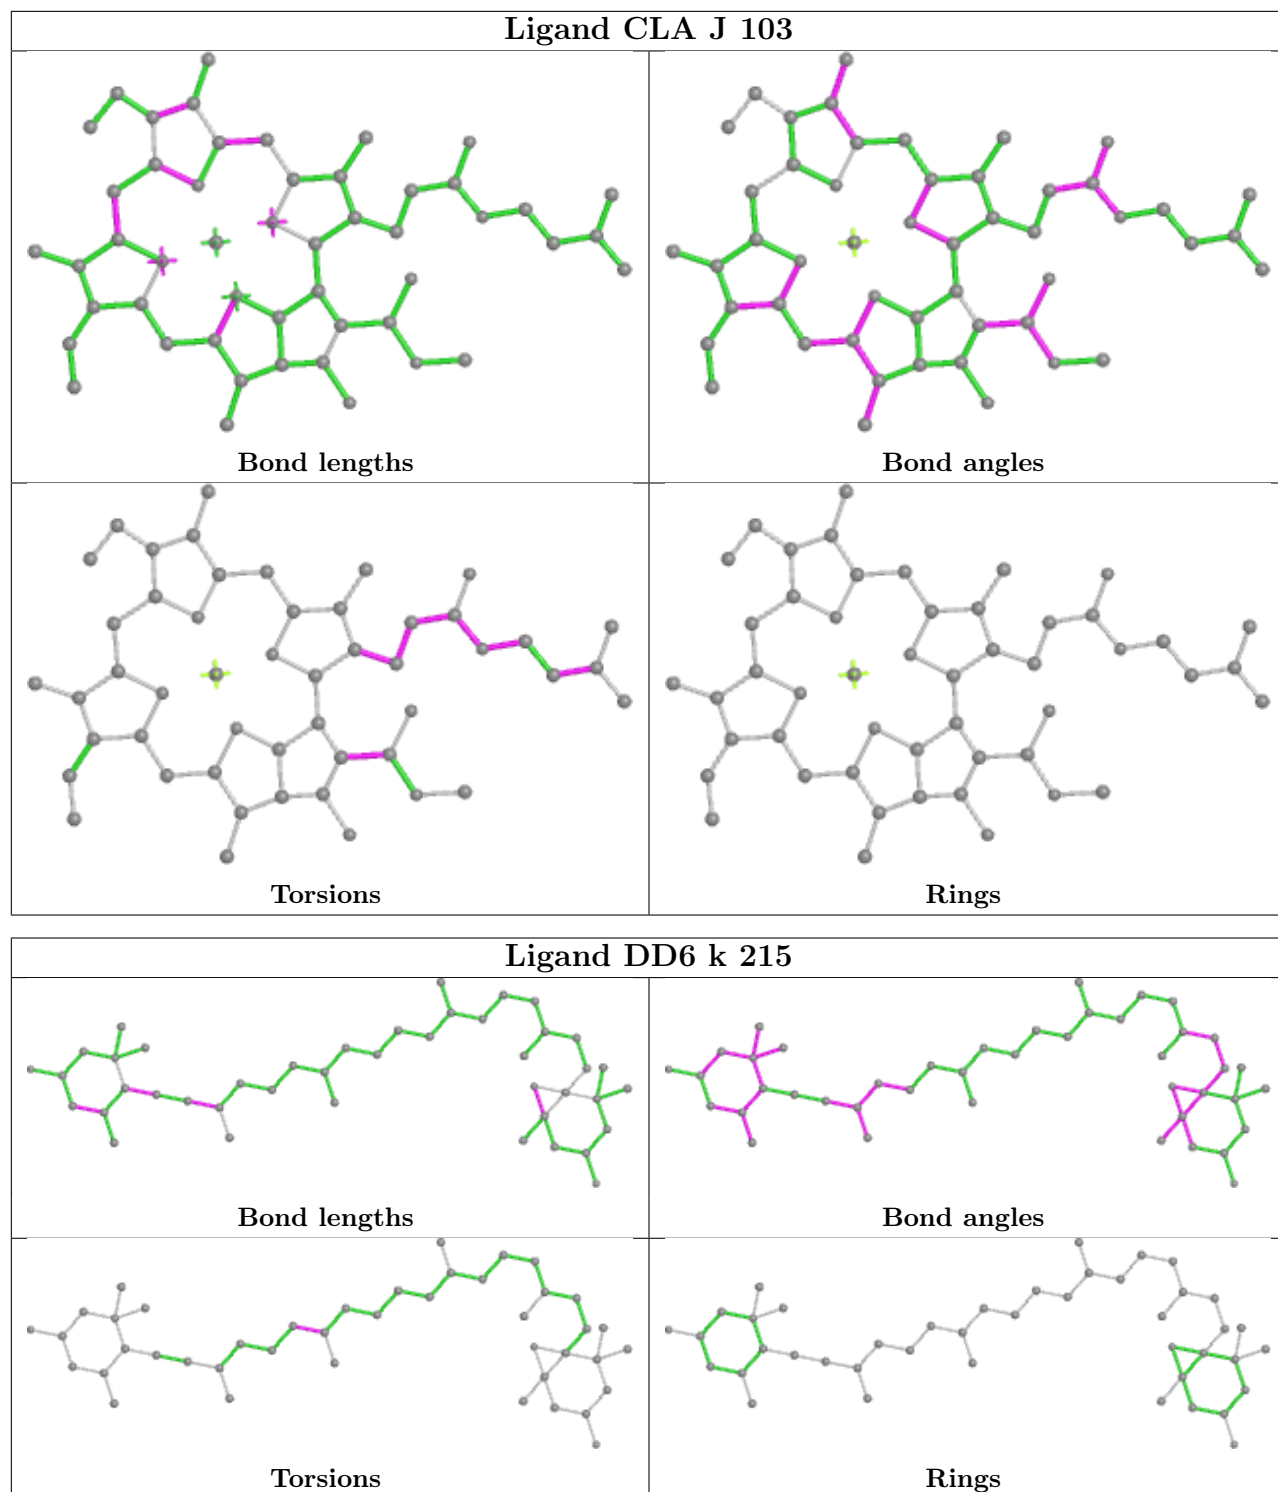 Ligand CLA J 103
Bond lengths
Bond angles
Torsions
Rings
Ligand DD6 k 215
Bond lengths
Bond angles
Torsions
Rings